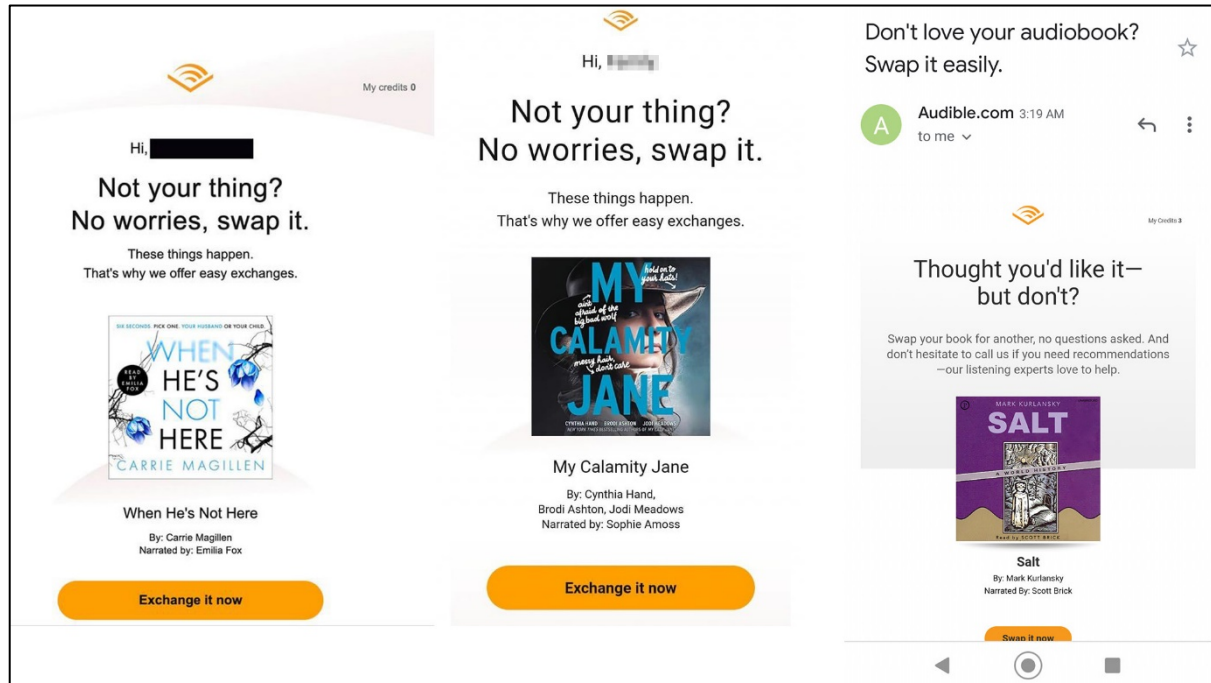 My credits 0
Hi,
Not your thing?
No worries, swap it.
These things happen.
That's why we offer easy exchanges.
SIX SECONDS. PICK ONE. YOUR HUSBAND OR YOUR CHILD.
WHEN
HE'S
NOT
HERE
READ
BY
EMILIA
FOX
CARRIE MAGILLEN
When He's Not Here
By: Carrie Magillen
Narrated by: Emilia Fox
Exchange it now
Hi,
Not your thing?
No worries, swap it.
These things happen.
That's why we offer easy exchanges.
MY
hold on to
your hats!
aint
afraid of the
big bad wolf
CALAMITY
messy hair,
don't care
JANE
CYNTHIA HAND BRODI ASHTON JODI MEADOWS
My Calamity Jane
By: Cynthia Hand,
Brodi Ashton, Jodi Meadows
Narrated by: Sophie Amoss
Exchange it now
Don't love your audiobook?
Swap it easily.
A
Audible.com 3:19 AM
to me
My Credits 3
Thought you'd like it—
but don't?
Swap your book for another, no questions asked. And
don't hesitate to call us if you need recommendations
—our listening experts love to help.
MARK KURLANSKY
SALT
A WORLD HISTORY
Read by SCOTT BRICK
Salt
By: Mark Kurlansky
Narrated By: Scott Brick
Swap it now